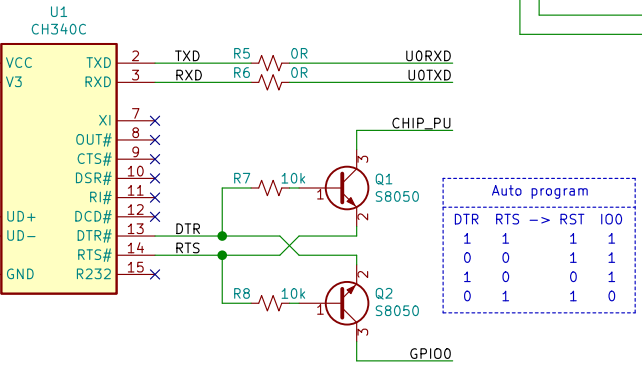 U1
CH340C
VCC TXD 2 TXD R5 0R U0RXD
V3 RXD 3 RXD R6 0R U0TXD
XI 7
OUT# 8
CTS# 9
DSR# 10
RI# 11
UD+ DCD# 12
UD- DTR# 13 DTR
RTS# 14 RTS
GND R232 15
CHIP_PU
3
R7 10k 1 Q1
S8050
2
2
R8 10k 1 Q2
S8050
3
GPIO0
Auto program
DTR RTS -> RST IO0
1 1 1 1
0 0 1 1
1 0 0 1
0 1 1 0